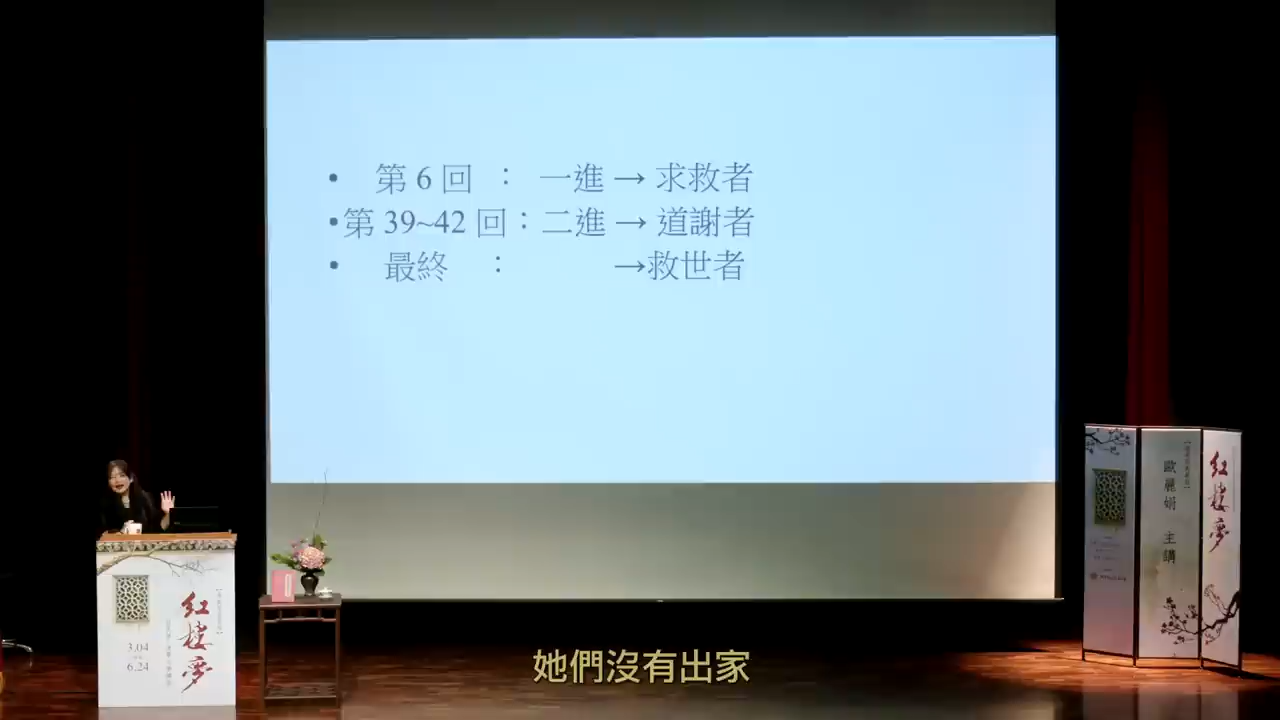 • 第 6 回 ： 一進 → 求救者
•第 39~42 回：二進 → 道謝者
• 最終 ： →救世者
紅樓夢
3.04
6.24
歐麗娟 主講
紅樓夢
她們沒有出家